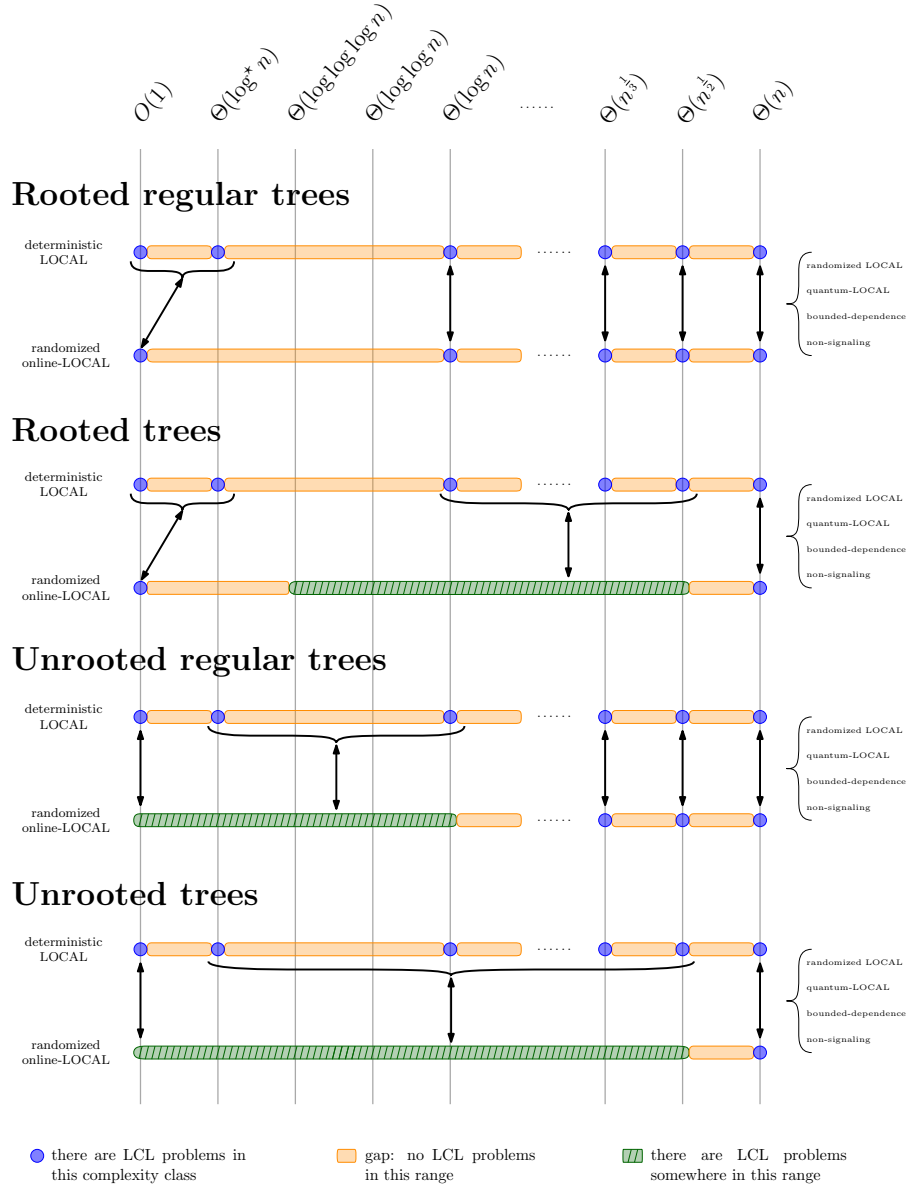 O(1) Θ(log⋆ n) Θ(log log log n) Θ(log log n) Θ(log n) ...... Θ(n^{1/3}) Θ(n^{1/2}) Θ(n)
Rooted regular trees
deterministic
LOCAL
......
randomized
online-LOCAL
......
randomized LOCAL
quantum-LOCAL
bounded-dependence
non-signaling
Rooted trees
deterministic
LOCAL
......
randomized
online-LOCAL
randomized LOCAL
quantum-LOCAL
bounded-dependence
non-signaling
Unrooted regular trees
deterministic
LOCAL
......
randomized
online-LOCAL
......
randomized LOCAL
quantum-LOCAL
bounded-dependence
non-signaling
Unrooted trees
deterministic
LOCAL
......
randomized
online-LOCAL
randomized LOCAL
quantum-LOCAL
bounded-dependence
non-signaling
there are LCL problems in
this complexity class
gap: no LCL problems
in this range
there are LCL problems
somewhere in this range